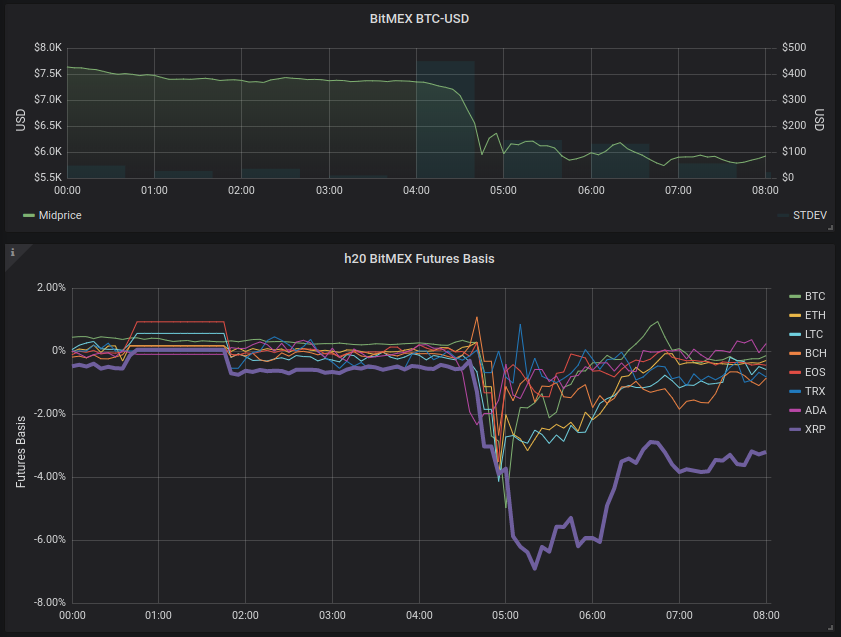 BitMEX BTC-USD
$8.0K $500
$7.5K $400
$7.0K $300
$6.5K $200
$6.0K $100
$5.5K $0
USD
USD
00:00 01:00 02:00 03:00 04:00 05:00 06:00 07:00 08:00
Midprice STDEV
i
h20 BitMEX Futures Basis
2.00%
0%
-2.00%
-4.00%
-6.00%
-8.00%
Futures Basis
00:00 01:00 02:00 03:00 04:00 05:00 06:00 07:00 08:00
BTC
ETH
LTC
BCH
EOS
TRX
ADA
XRP